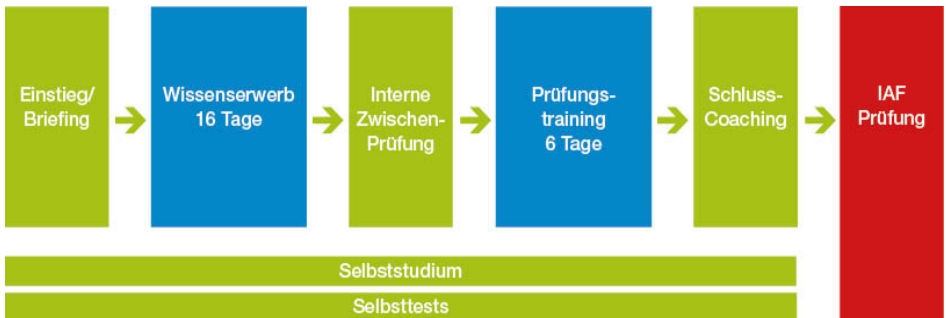 Einstieg/
Briefing
Wissenserwerb
16 Tage
Interne
Zwischen-
Prüfung
Prüfungs-
training
6 Tage
Schluss-
Coaching
IAF
Prüfung
Selbststudium
Selbsttests